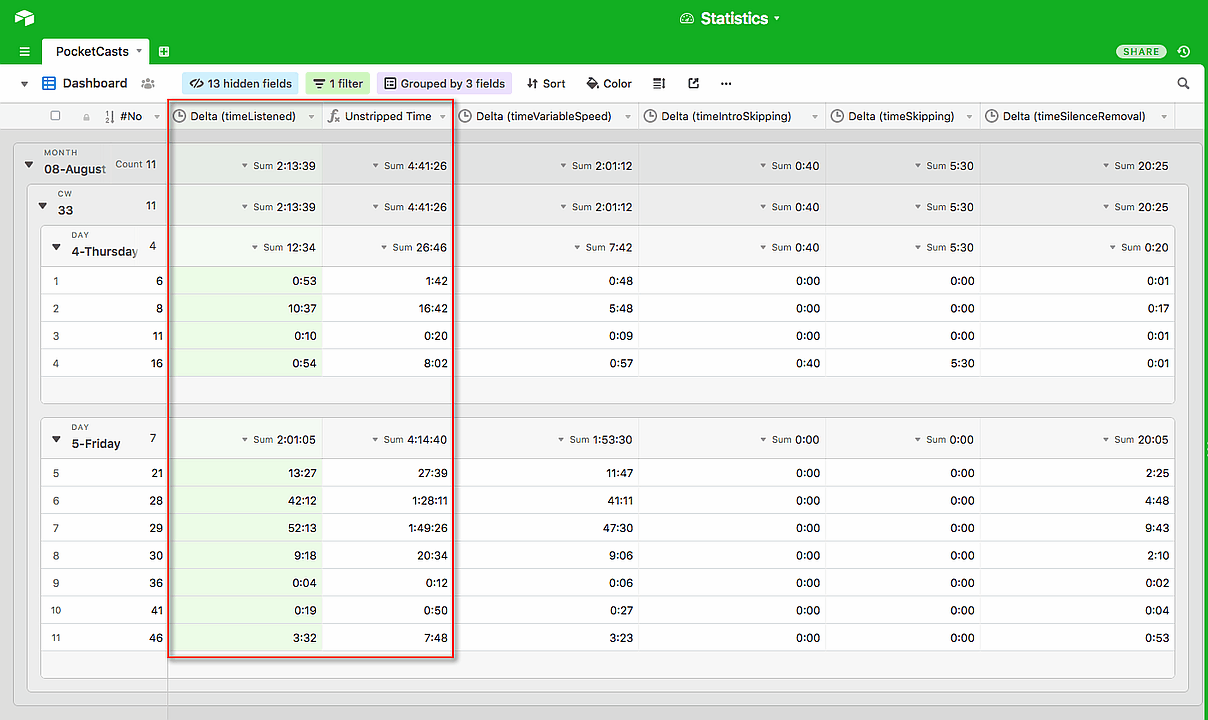 Statistics
PocketCasts
SHARE
Dashboard 13 hidden fields 1 filter Grouped by 3 fields Sort Color
#No Delta (timeListened) Unstripped Time Delta (timeVariableSpeed) Delta (timeIntroSkipping) Delta (timeSkipping) Delta (timeSilenceRemoval)
MONTH
08-August Count 11 Sum 2:13:39 Sum 4:41:26 Sum 2:01:12 Sum 0:40 Sum 5:30 Sum 20:25
CW
33 11 Sum 2:13:39 Sum 4:41:26 Sum 2:01:12 Sum 0:40 Sum 5:30 Sum 20:25
DAY
4-Thursday 4 Sum 12:34 Sum 26:46 Sum 7:42 Sum 0:40 Sum 5:30 Sum 0:20
1 6 0:53 1:42 0:48 0:00 0:00 0:01
2 8 10:37 16:42 5:48 0:00 0:00 0:17
3 11 0:10 0:20 0:09 0:00 0:00 0:01
4 16 0:54 8:02 0:57 0:40 5:30 0:01
DAY
5-Friday 7 Sum 2:01:05 Sum 4:14:40 Sum 1:53:30 Sum 0:00 Sum 0:00 Sum 20:05
5 21 13:27 27:39 11:47 0:00 0:00 2:25
6 28 42:12 1:28:11 41:11 0:00 0:00 4:48
7 29 52:13 1:49:26 47:30 0:00 0:00 9:43
8 30 9:18 20:34 9:06 0:00 0:00 2:10
9 36 0:04 0:12 0:06 0:00 0:00 0:02
10 41 0:19 0:50 0:27 0:00 0:00 0:04
11 46 3:32 7:48 3:23 0:00 0:00 0:53